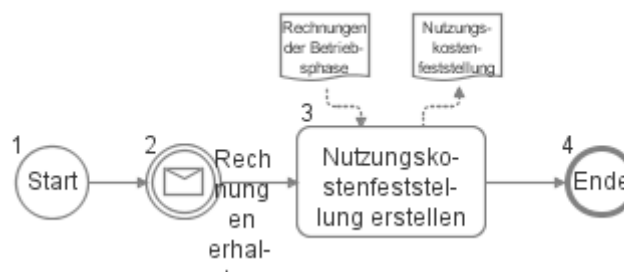 Rechnungen
der Betrieb-
sphase
Nutzungs-
kosten-
feststellung
1
Start
2
Rech
nung
en
erhal-
3
Nutzungsko-
stenfeststel-
lung erstellen
4
Ende